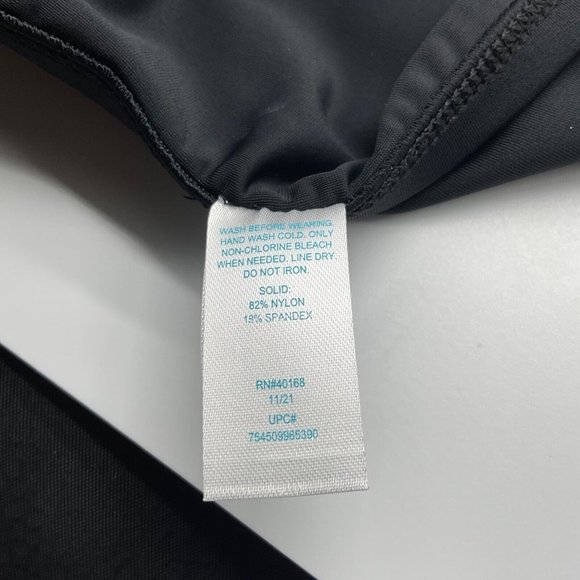 WASH BEFORE WEARING.
HAND WASH COLD. ONLY
NON-CHLORINE BLEACH
WHEN NEEDED. LINE DRY.
DO NOT IRON.
SOLID:
82% NYLON
18% SPANDEX
RN#40168
11/21
UPC#
754509965390